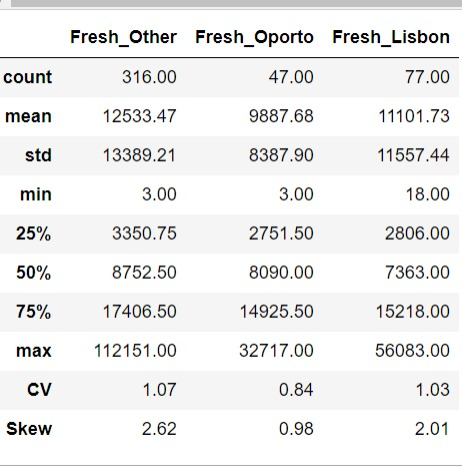 Fresh_Other Fresh_Oporto Fresh_Lisbon
count 316.00 47.00 77.00
mean 12533.47 9887.68 11101.73
std 13389.21 8387.90 11557.44
min 3.00 3.00 18.00
25% 3350.75 2751.50 2806.00
50% 8752.50 8090.00 7363.00
75% 17406.50 14925.50 15218.00
max 112151.00 32717.00 56083.00
CV 1.07 0.84 1.03
Skew 2.62 0.98 2.01